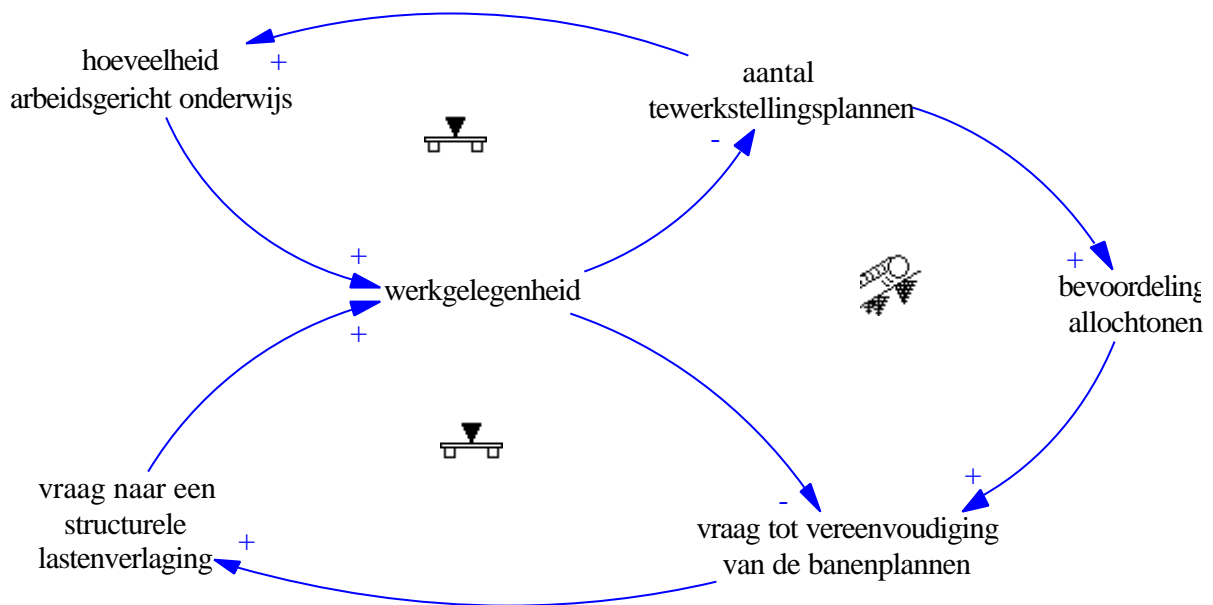 hoeveelheid
arbeidsgericht onderwijs
+
aantal
tewerkstellingsplannen
-
+
werkgelegenheid
+
+
bevoordeling
allochtonen
vraag naar een
structurele
lastenverlaging
+
-
+
vraag tot vereenvoudiging
van de banenplannen